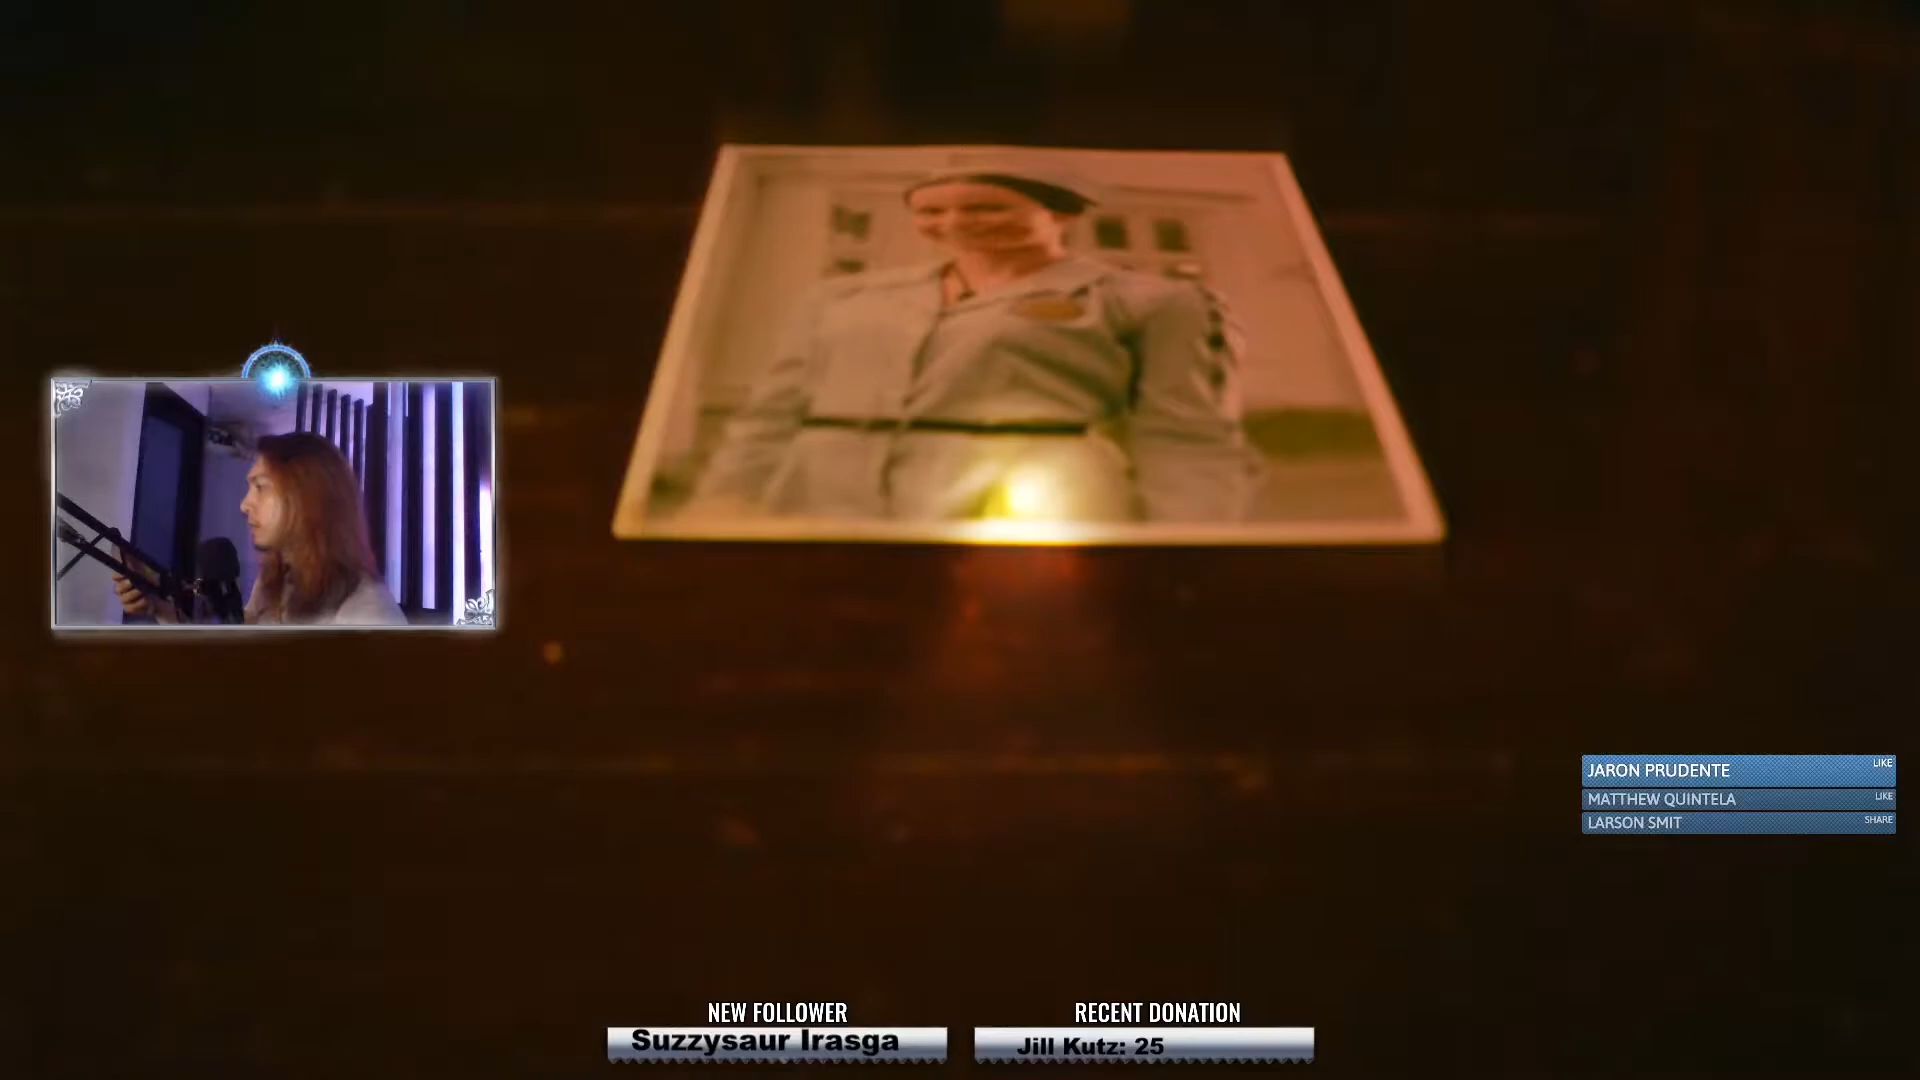 JARON PRUDENTE LIKE
MATTHEW QUINTELA LIKE
LARSON SMIT SHARE
NEW FOLLOWER
Suzzysaur Irasga
RECENT DONATION
Jill Kutz: 25